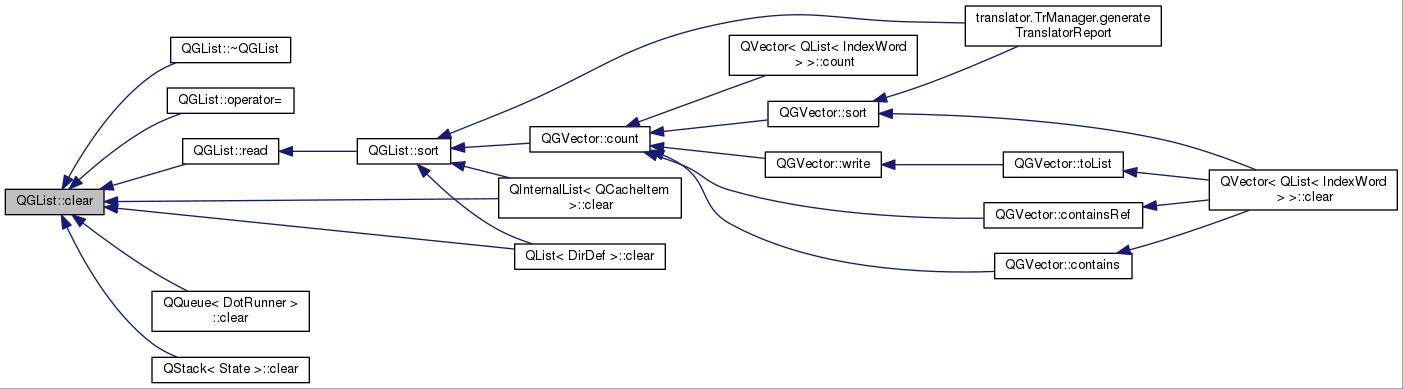 translator.TrManager.generate
TranslatorReport
QGList::~QGList
QVector< QList< IndexWord
> >::count
QGList::operator=
QGVector::sort
QGVector::count
QGList::read
QGList::sort
QGVector::write
QGVector::toList
QInternalList< QCacheItem
>::clear
QVector< QList< IndexWord
> >::clear
QGList::clear
QGVector::containsRef
QList< DirDef >::clear
QGVector::contains
QQueue< DotRunner >
::clear
QStack< State >::clear